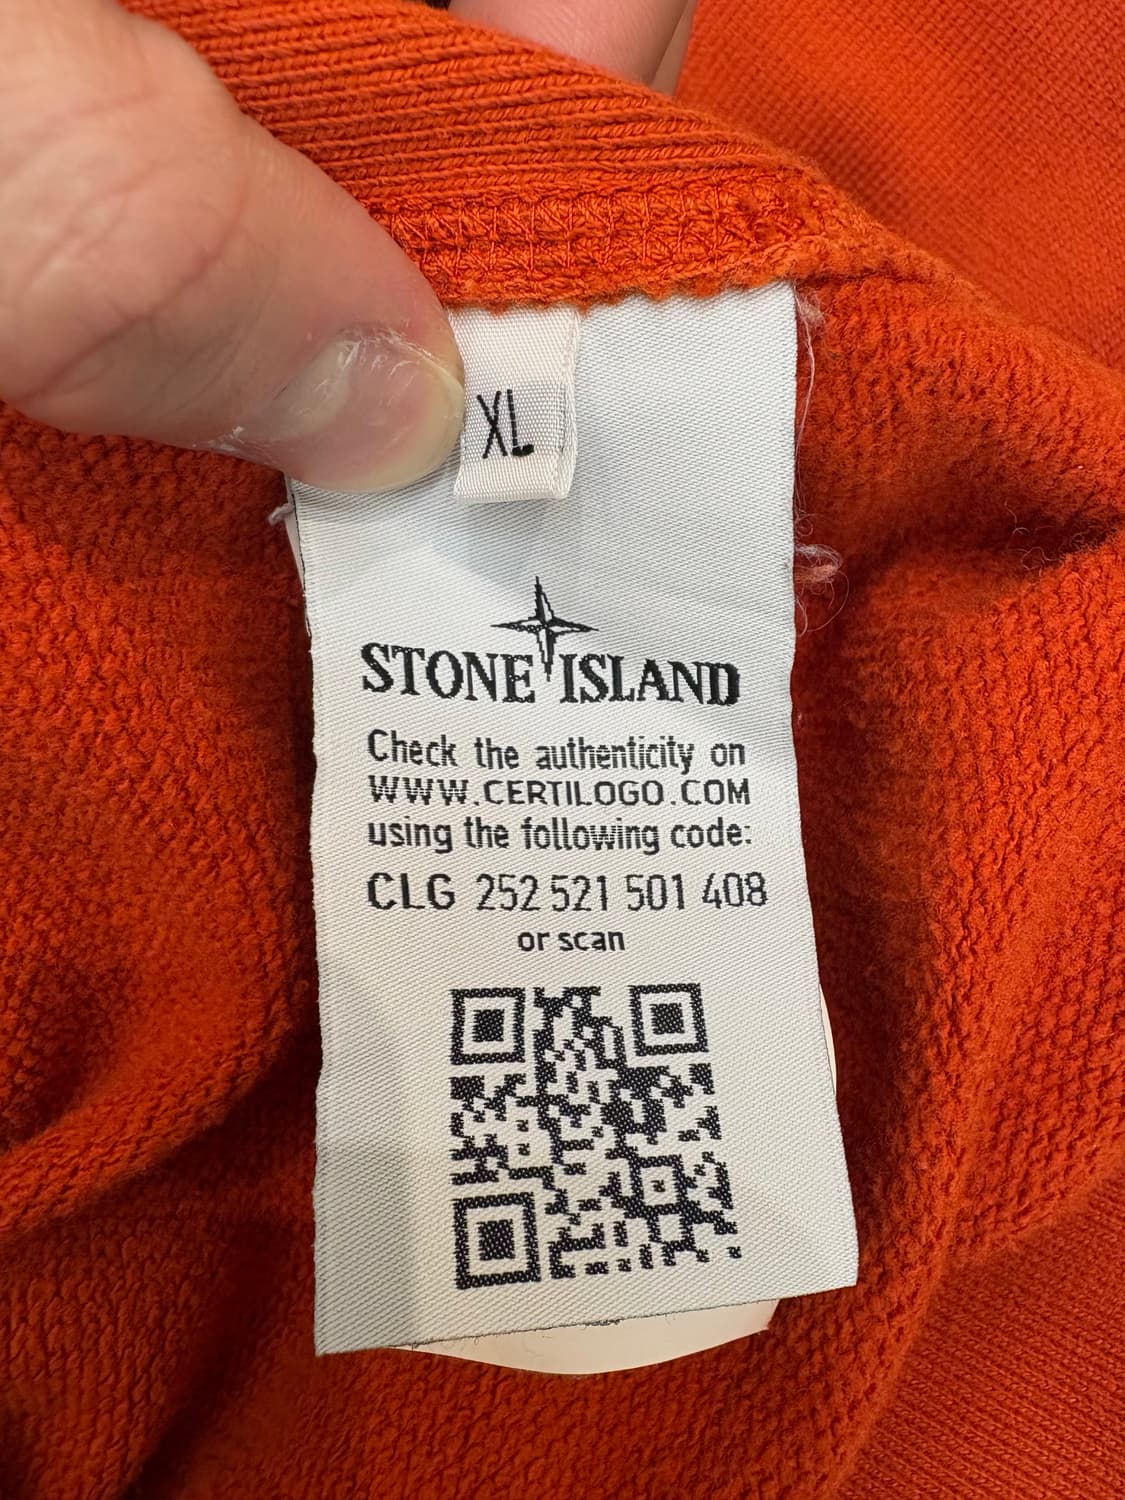 XL
STONE ISLAND
Check the authenticity on
WWW.CERTILOGO.COM
using the following code:
CLG 252 521 501 408
or scan